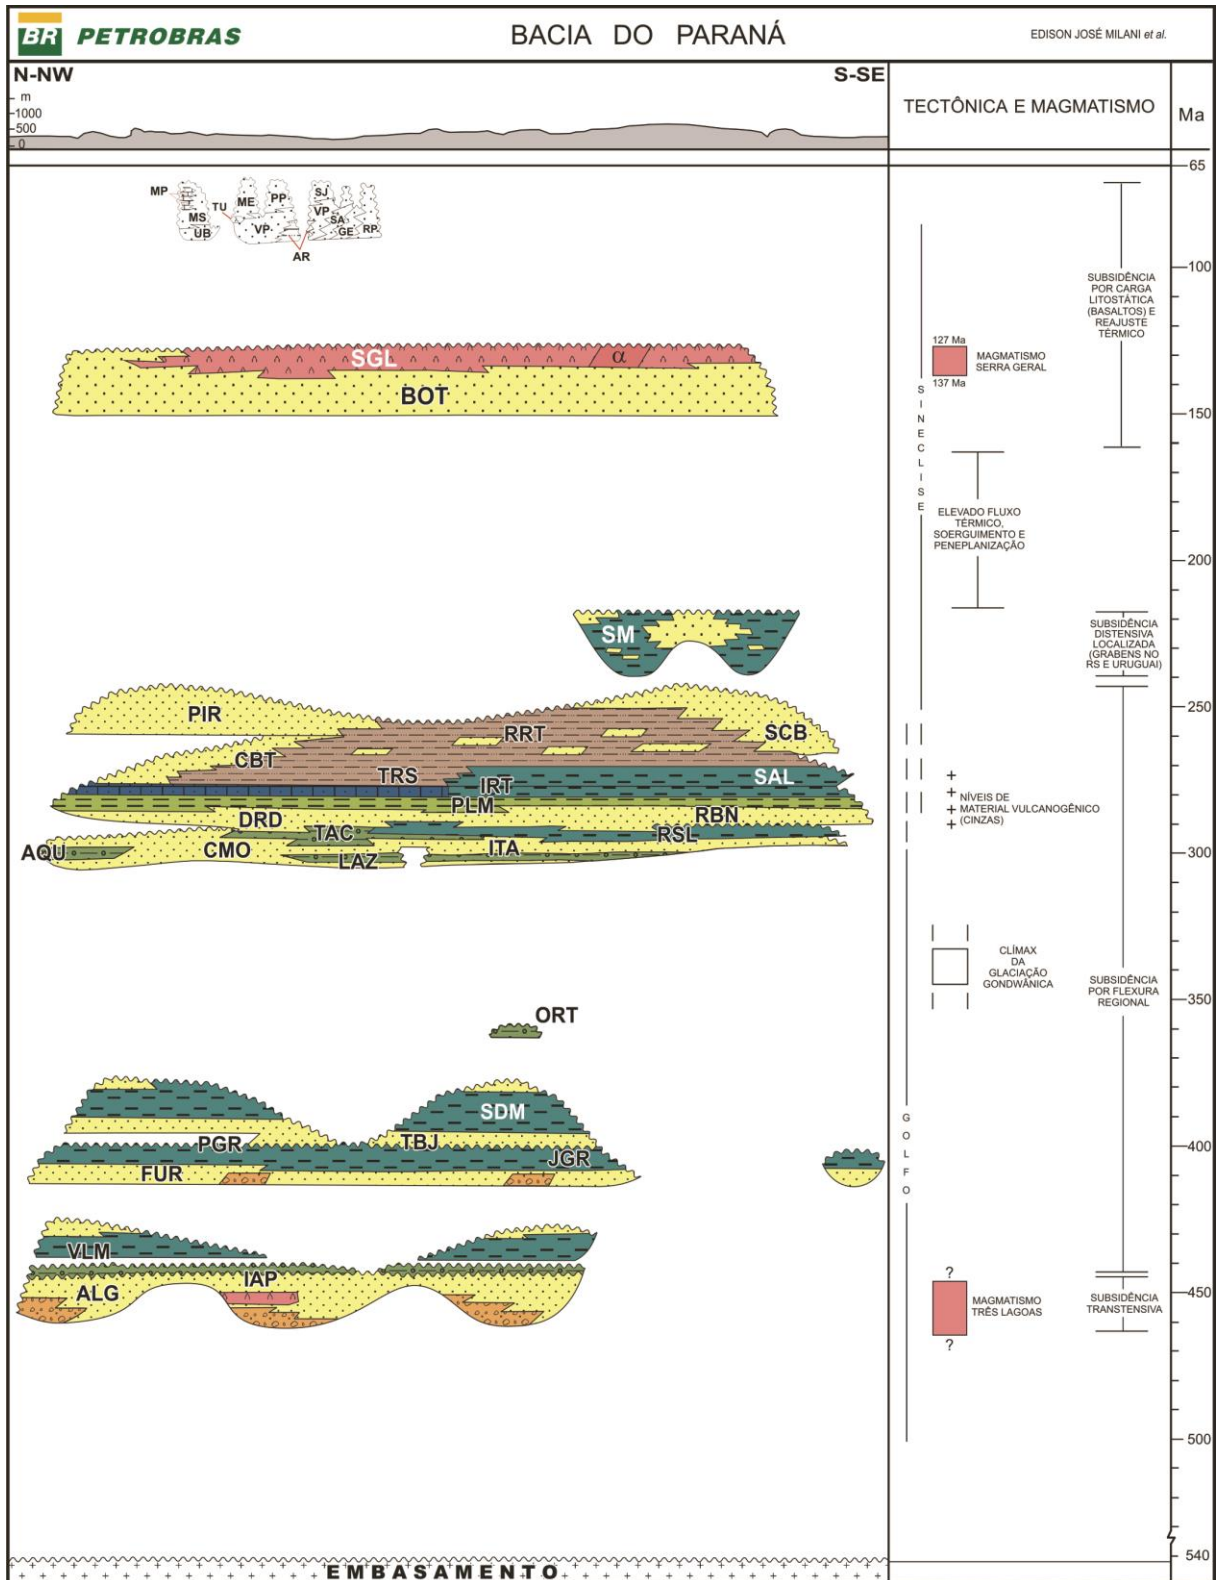 BR PETROBRAS
BACIA DO PARANÁ
EDISON JOSÉ MILANI et al.
N-NW
S-SE
m
1000
500
0
TECTÔNICA E MAGMATISMO
Ma
65
MP
MS
UB
TU
ME
PP
VP
AR
SJ
VP
SA
GE
RP
100
SUBSIDÊNCIA
POR CARGA
LITOSTÁTICA
(BASALTOS) E
REAJUSTE
TÉRMICO
SGL
α
BOT
127 Ma
137 Ma
MAGMATISMO
SERRA GERAL
150
SINECLISE
ELEVADO FLUXO
TÉRMICO,
SOERGUIMENTO E
PENEPLANIZAÇÃO
200
SM
SUBSIDÊNCIA
DISTENSIVA
LOCALIZADA
(GRABENS NO
RS E URUGUAI)
250
PIR
RRT
SCB
CBT
TRS
IRT
SAL
PLM
DRD
RBN
TAC
RSL
AQU
CMO
LAZ
ITA
NÍVEIS DE
MATERIAL VULCANOGÊNICO
(CINZAS)
300
CLÍMAX
DA
GLACIAÇÃO
GONDWÂNICA
SUBSIDÊNCIA
POR FLEXURA
REGIONAL
350
ORT
SDM
PGR
TBJ
JGR
FUR
GOLFO
400
VLM
IAP
ALG
?
MAGMATISMO
TRÊS LAGOAS
?
SUBSIDÊNCIA
TRANSTENSIVA
450
500
540
EMBASAMENTO